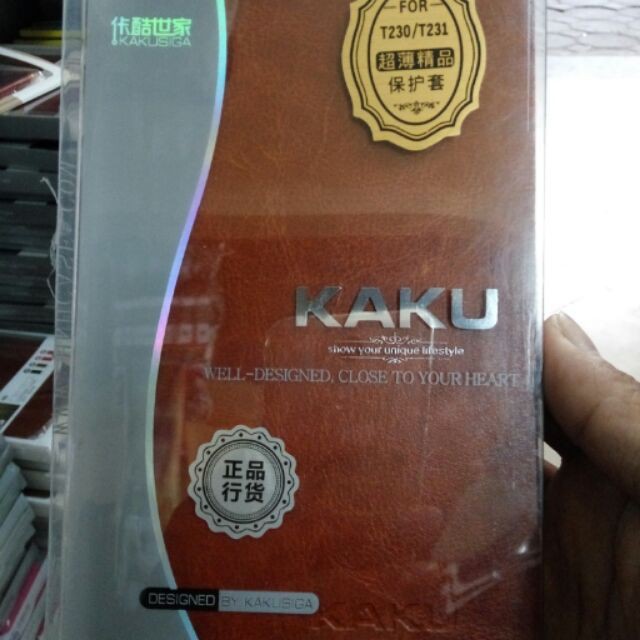 佧酷世家
KAKUSIGA
FOR
T230/T231
超薄精品
保护套
KAKU
show your unique lifestyle
WELL-DESIGNED, CLOSE TO YOUR HEART
正品
行货
DESIGNED BY KAKUSIGA
KAKU